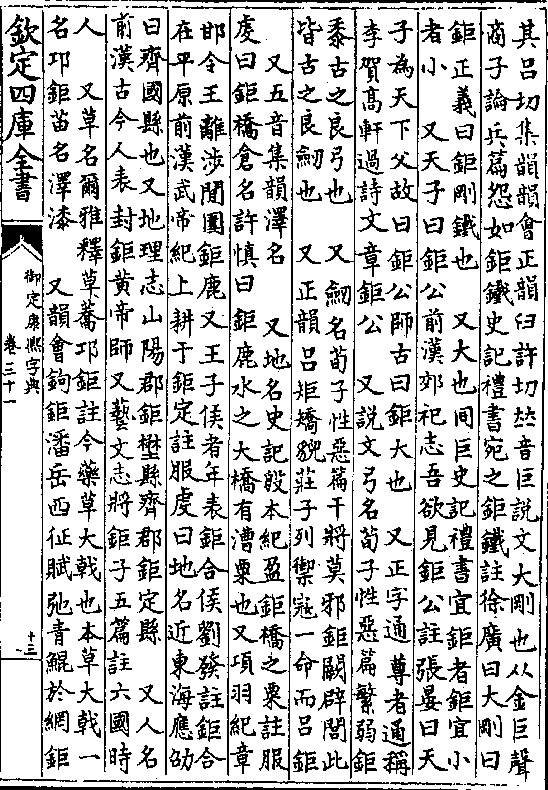 其呂切集韻韻會正韻臼許切𠀤音巨說文大剛也从金巨聲
商子論兵篇怨如鉅鐵史記禮書宛之鉅鐵註徐廣曰大剛曰
鉅正義曰鉅剛鐵也 又大也同巨史記禮書宜鉅者鉅宜小
者小 又天子曰鉅公前漢郊祀志吾欲見鉅公註張晏曰天
子為天下父故曰鉅公師古曰鉅大也 又正字通尊者通稱
李賀高軒過詩文章鉅公 又說文弓名荀子性惡篇繁弱鉅
黍古之良弓也 又劒名荀子性惡篇干將莫邪鉅闕辟閭此
皆古之良劒也 又正韻呂矩矯貎莊子列禦寇一命而呂鉅
又五音集韻澤名 又地名史記殷本紀盈鉅橋之粟註服
虔曰鉅橋倉名許慎曰鉅鹿水之大橋有漕粟也又項羽紀章
邯令王離涉閒圍鉅鹿又王子侯者年表鉅合侯劉發註鉅合
在平原前漢武帝紀上耕于鉅定註服虔曰地名近東海應劭
曰齊國縣也又地理志山陽郡鉅壄縣齊郡鉅定縣 又人名
前漢古今人表封鉅黃帝師又藝文志將鉅子五篇註六國時
人 又草名爾雅釋草蕎邛鉅註今藥草大戟也本草大戟一
名邛鉅苗名澤漆 又韻會鉤鉅潘岳西征賦弛青鯤於網鉅
欽定四庫全書
御定康熙字典
卷三十一
十三